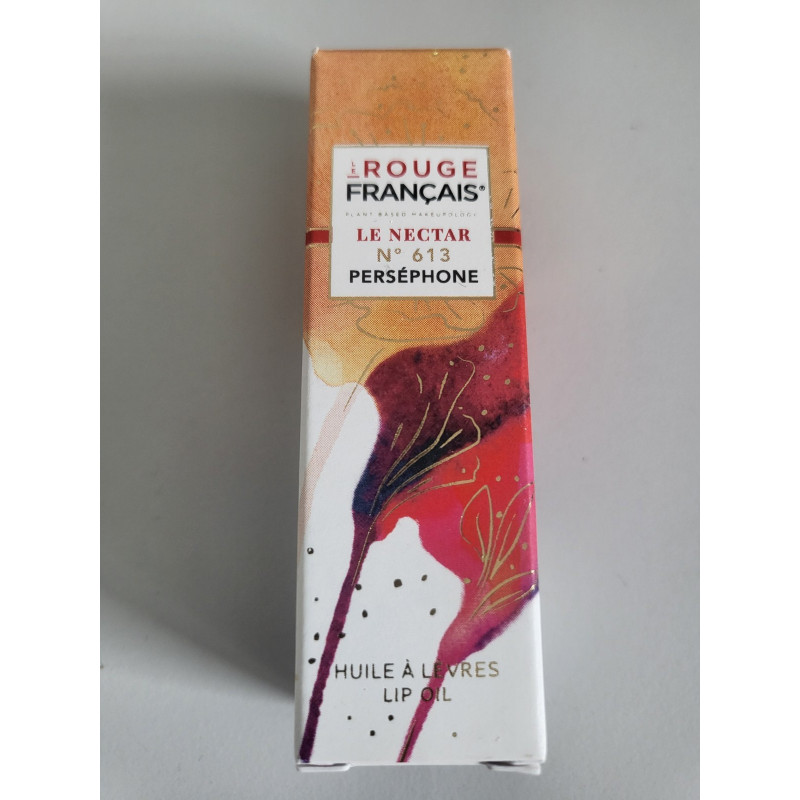 LE ROUGE
FRANÇAIS®
PLANT BASED MAKEUPOLOGY
LE NECTAR
N° 613
PERSÉPHONE
HUILE À LÈVRES
LIP OIL